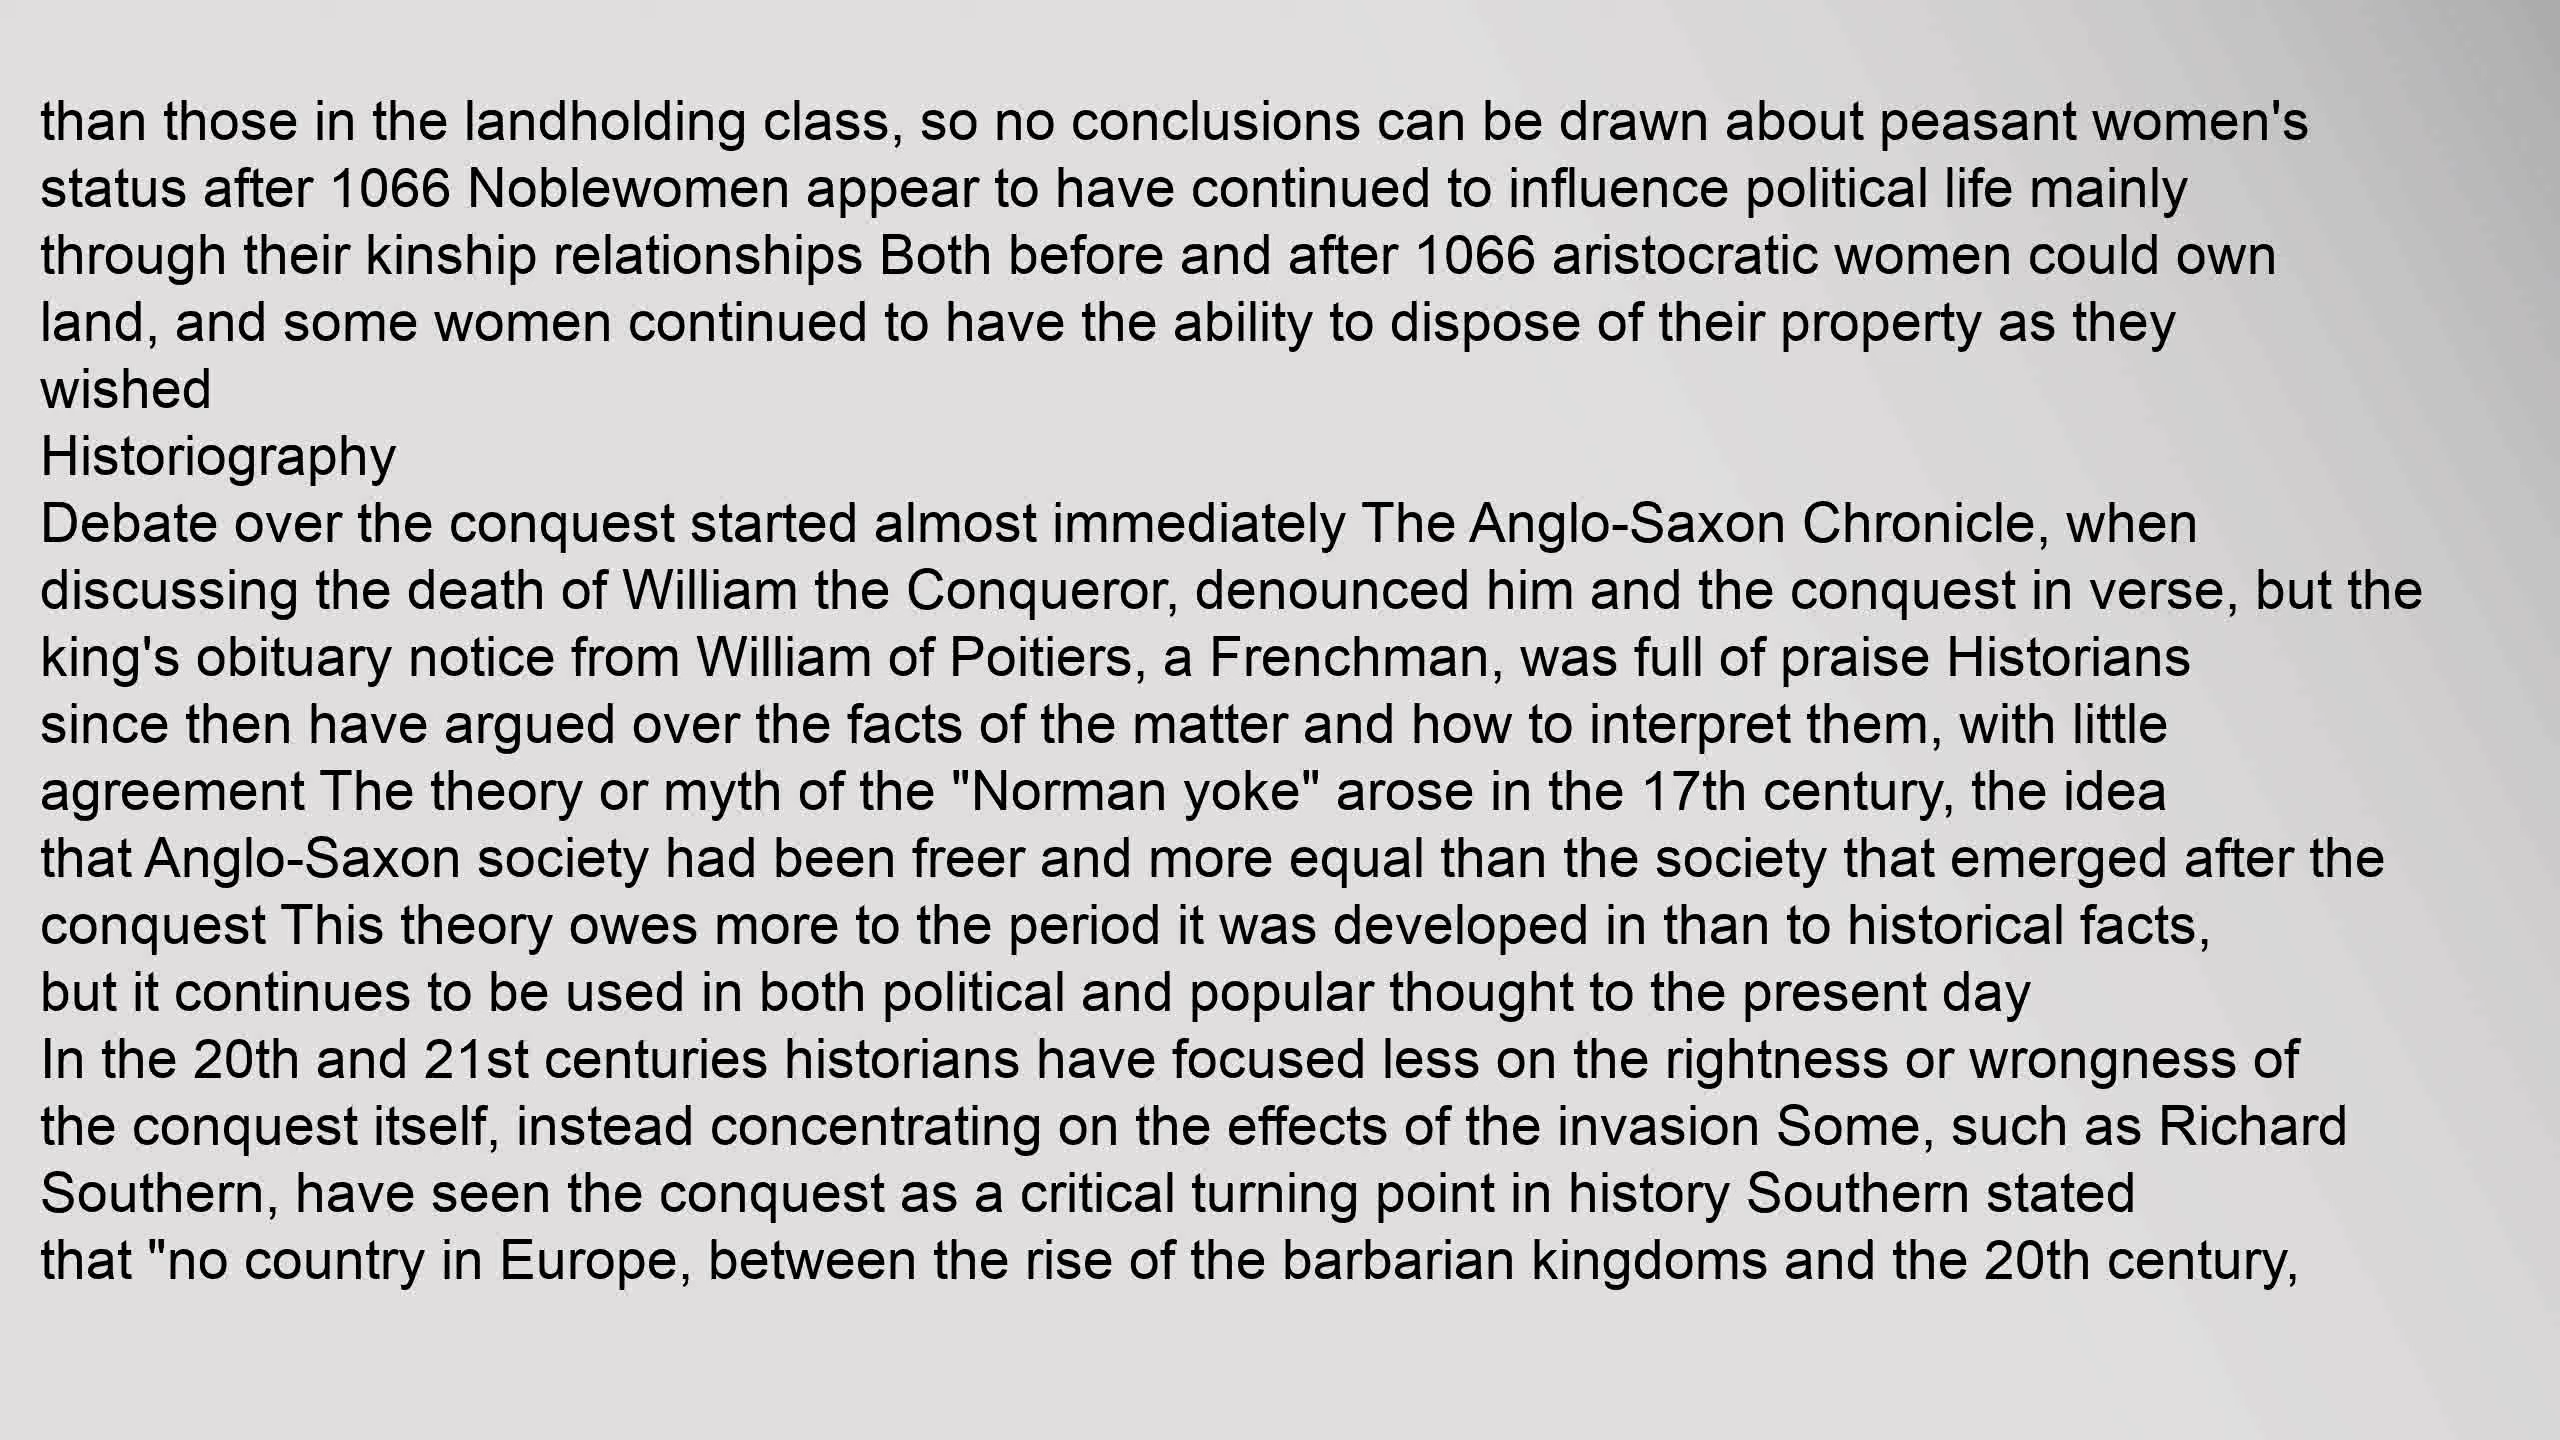 than those in the landholding class, so no conclusions can be drawn about peasant women's
status after 1066 Noblewomen appear to have continued to influence political life mainly
through their kinship relationships Both before and after 1066 aristocratic women could own
land, and some women continued to have the ability to dispose of their property as they
wished
Historiography
Debate over the conquest started almost immediately The Anglo-Saxon Chronicle, when
discussing the death of William the Conqueror, denounced him and the conquest in verse, but the
king's obituary notice from William of Poitiers, a Frenchman, was full of praise Historians
since then have argued over the facts of the matter and how to interpret them, with little
agreement The theory or myth of the "Norman yoke" arose in the 17th century, the idea
that Anglo-Saxon society had been freer and more equal than the society that emerged after the
conquest This theory owes more to the period it was developed in than to historical facts,
but it continues to be used in both political and popular thought to the present day
In the 20th and 21st centuries historians have focused less on the rightness or wrongness of
the conquest itself, instead concentrating on the effects of the invasion Some, such as Richard
Southern, have seen the conquest as a critical turning point in history Southern stated
that "no country in Europe, between the rise of the barbarian kingdoms and the 20th century,